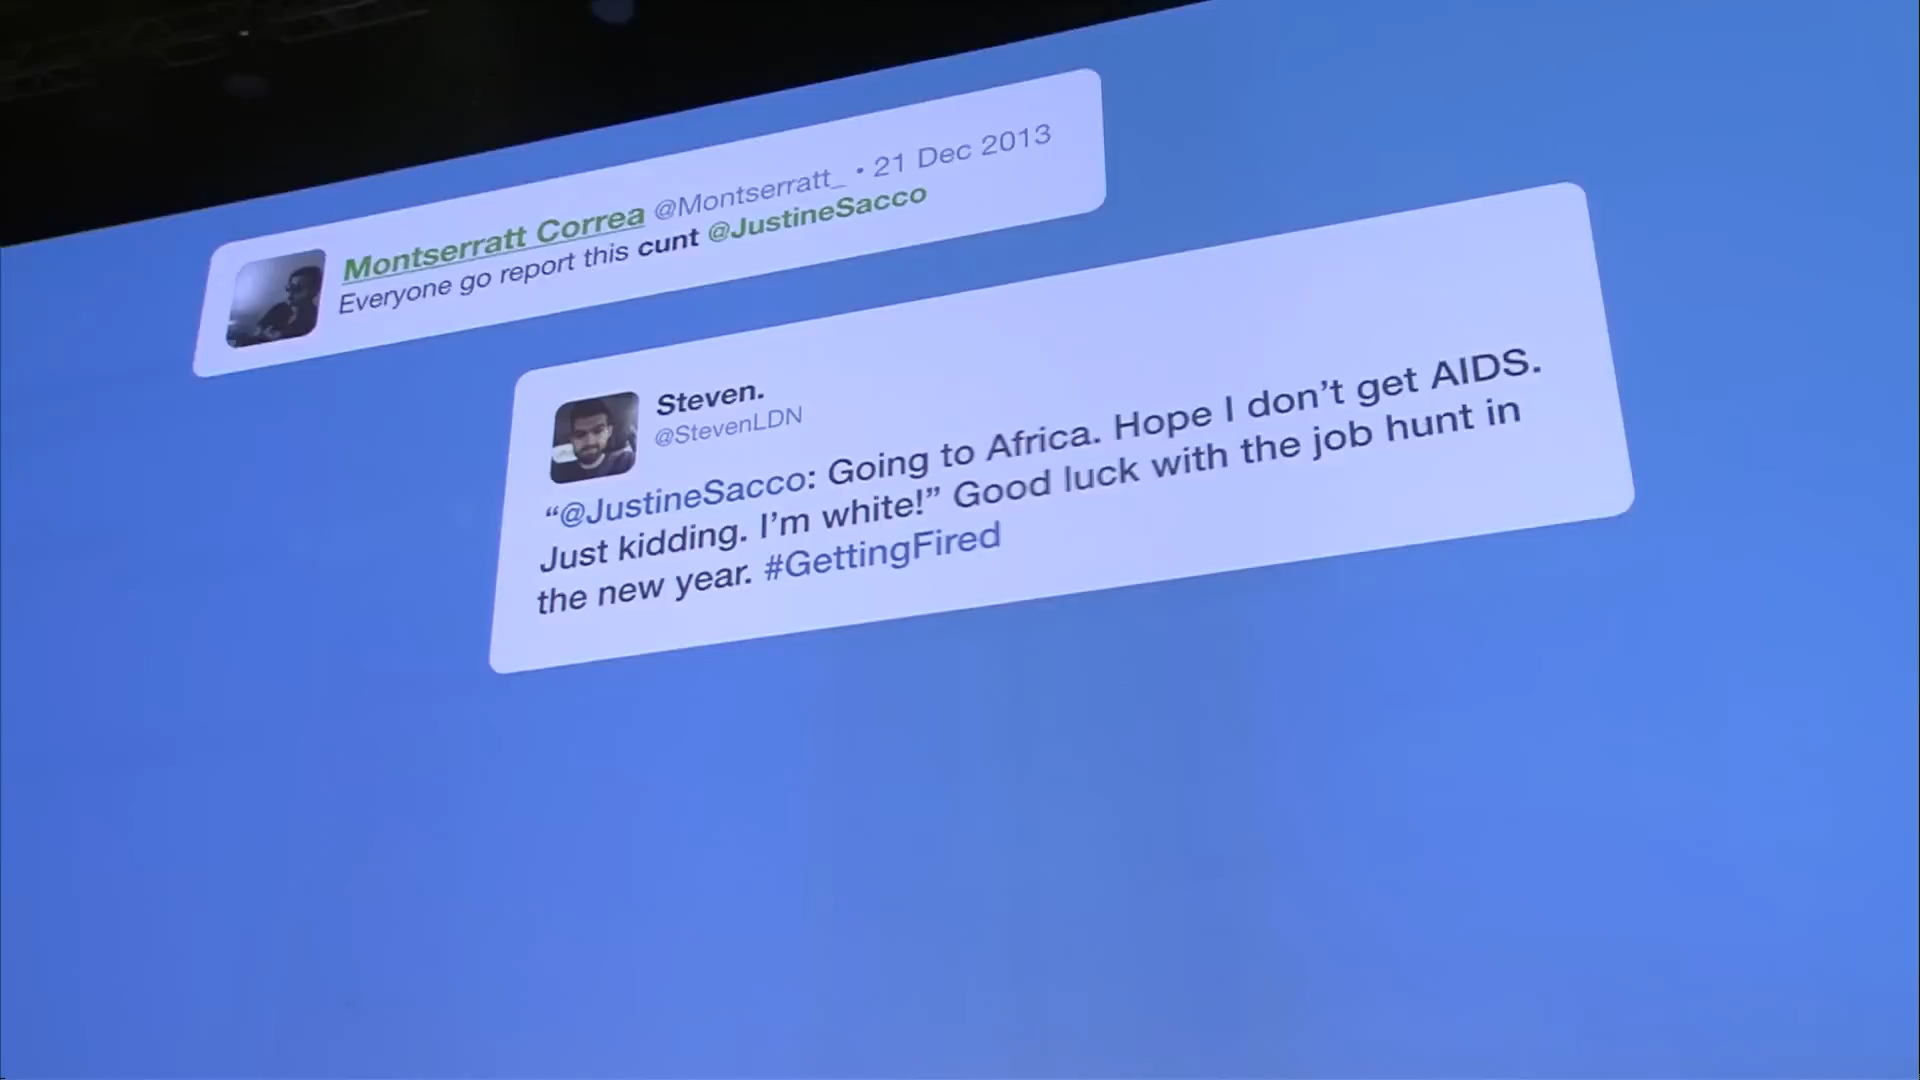 Montserratt Correa @Montserratt_ • 21 Dec 2013
Everyone go report this cunt @JustineSacco
Steven.
@StevenLDN
“@JustineSacco: Going to Africa. Hope I don’t get AIDS.
Just kidding. I’m white!” Good luck with the job hunt in
the new year. #GettingFired